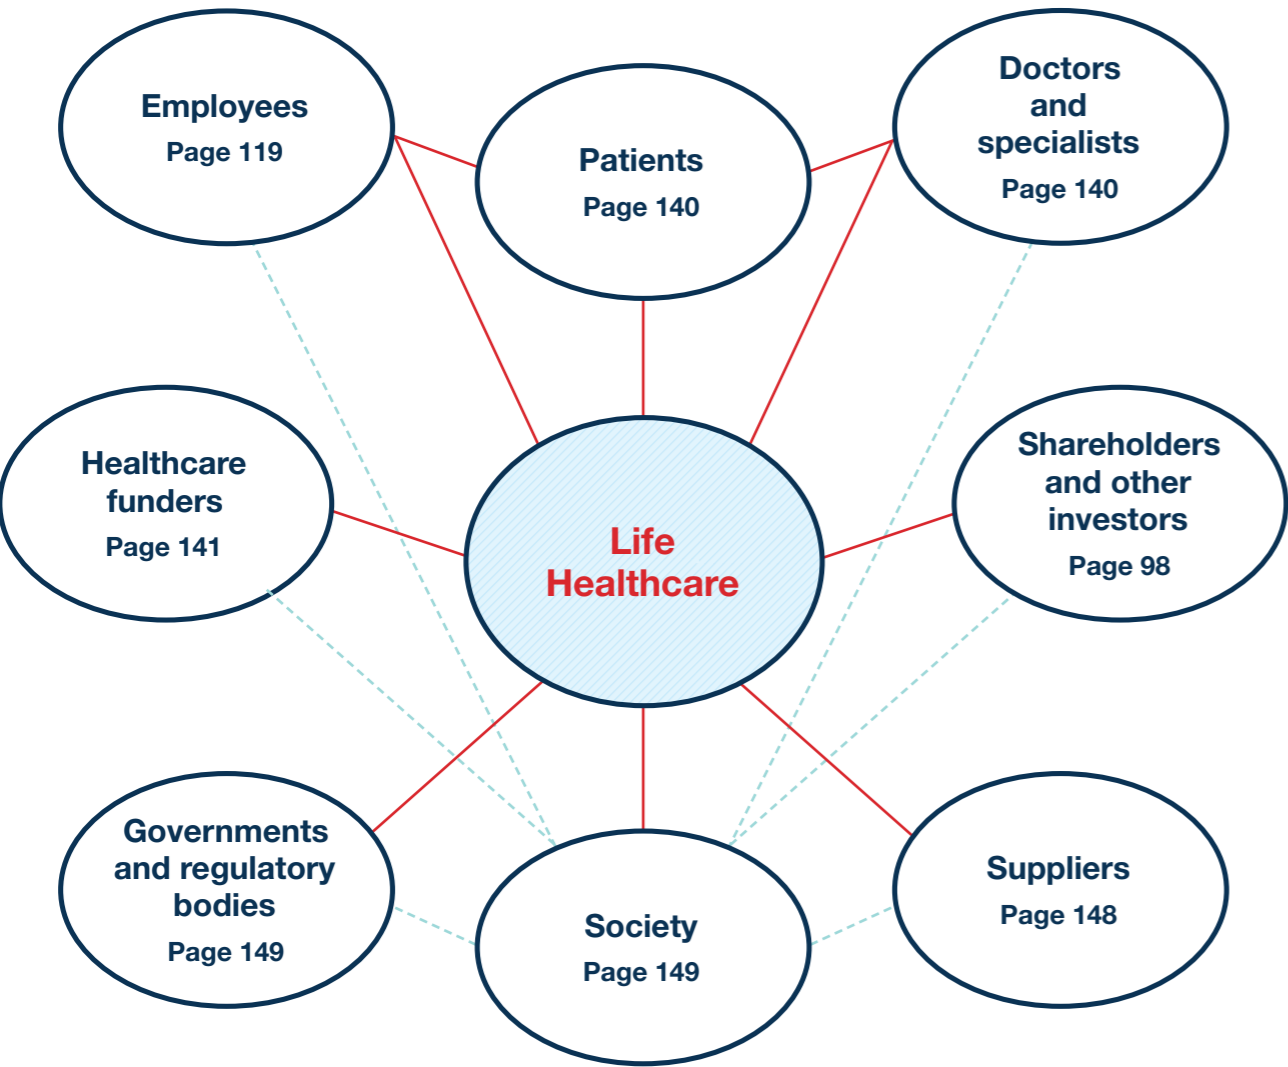 Employees
Page 119
Patients
Page 140
Doctors
and
specialists
Page 140
Healthcare
funders
Page 141
Life
Healthcare
Shareholders
and other
investors
Page 98
Governments
and regulatory
bodies
Page 149
Society
Page 149
Suppliers
Page 148